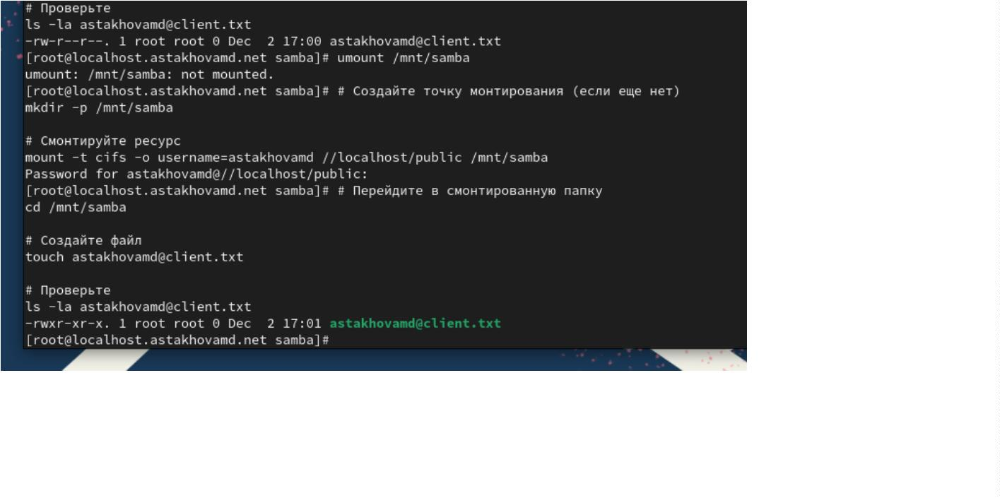 # Проверьте
ls -la astakhovamd@client.txt
-rw-r--r--. 1 root root 0 Dec  2 17:00 astakhovamd@client.txt
[root@localhost.astakhovamd.net samba]# umount /mnt/samba
umount: /mnt/samba: not mounted.
[root@localhost.astakhovamd.net samba]# # Создайте точку монтирования (если еще нет)
mkdir -p /mnt/samba
# Смонтируйте ресурс
mount -t cifs -o username=astakhovamd //localhost/public /mnt/samba
Password for astakhovamd@//localhost/public:
[root@localhost.astakhovamd.net samba]# # Перейдите в смонтированную папку
cd /mnt/samba
# Создайте файл
touch astakhovamd@client.txt
# Проверьте
ls -la astakhovamd@client.txt
-rwxr-xr-x. 1 root root 0 Dec  2 17:01 astakhovamd@client.txt
[root@localhost.astakhovamd.net samba]#